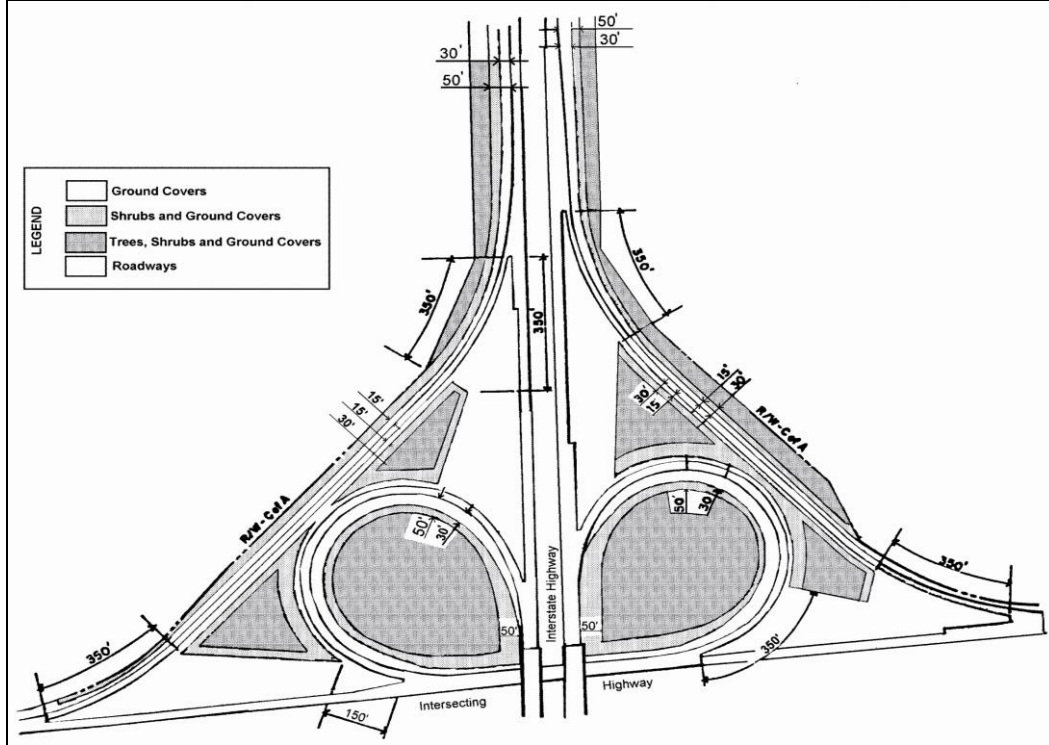 50'
30'
30'
50'
LEGEND
Ground Covers
Shrubs and Ground Covers
Trees, Shrubs and Ground Covers
Roadways
350'
350'
350'
15'
15'
30'
15"
30'
30'
15'
R/W-C of A
R/W-C of A
50'
30'
50'
30'
350'
350'
50'
50'
Interstate Highway
350'
150'
Intersecting
Highway